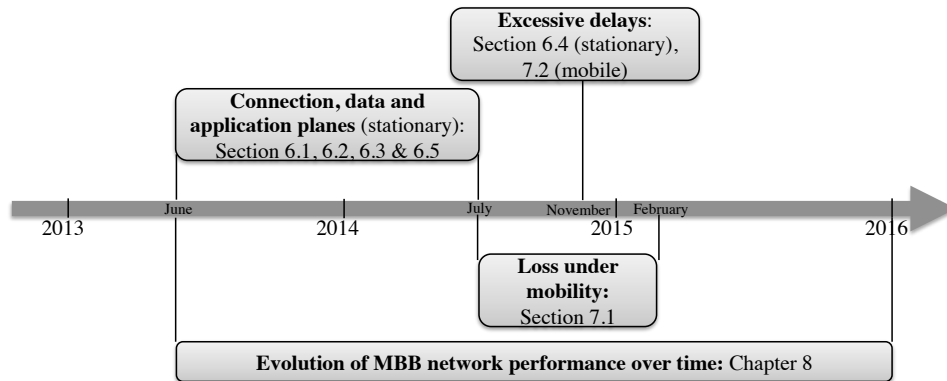 Excessive delays:
Section 6.4 (stationary),
7.2 (mobile)
Connection, data and
application planes (stationary):
Section 6.1, 6.2, 6.3 & 6.5
June
July
November
February
2013
2014
2015
2016
Loss under
mobility:
Section 7.1
Evolution of MBB network performance over time: Chapter 8